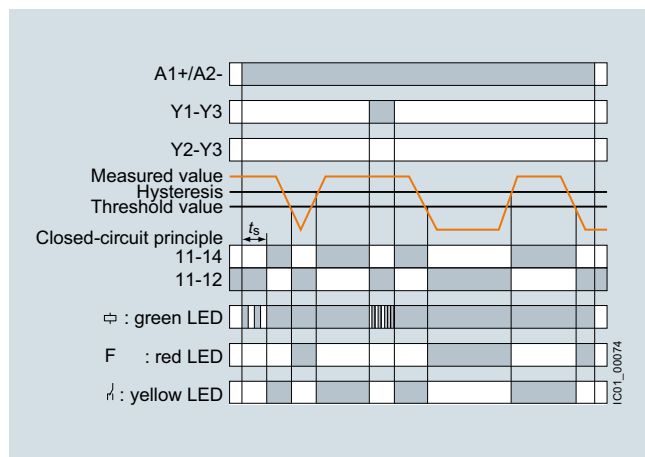 A1+/A2-
Y1-Y3
Y2-Y3
Measured value
Hysteresis
Threshold value
Closed-circuit principle
ts
11-14
11-12
: green LED
F : red LED
: yellow LED
IC01_00074